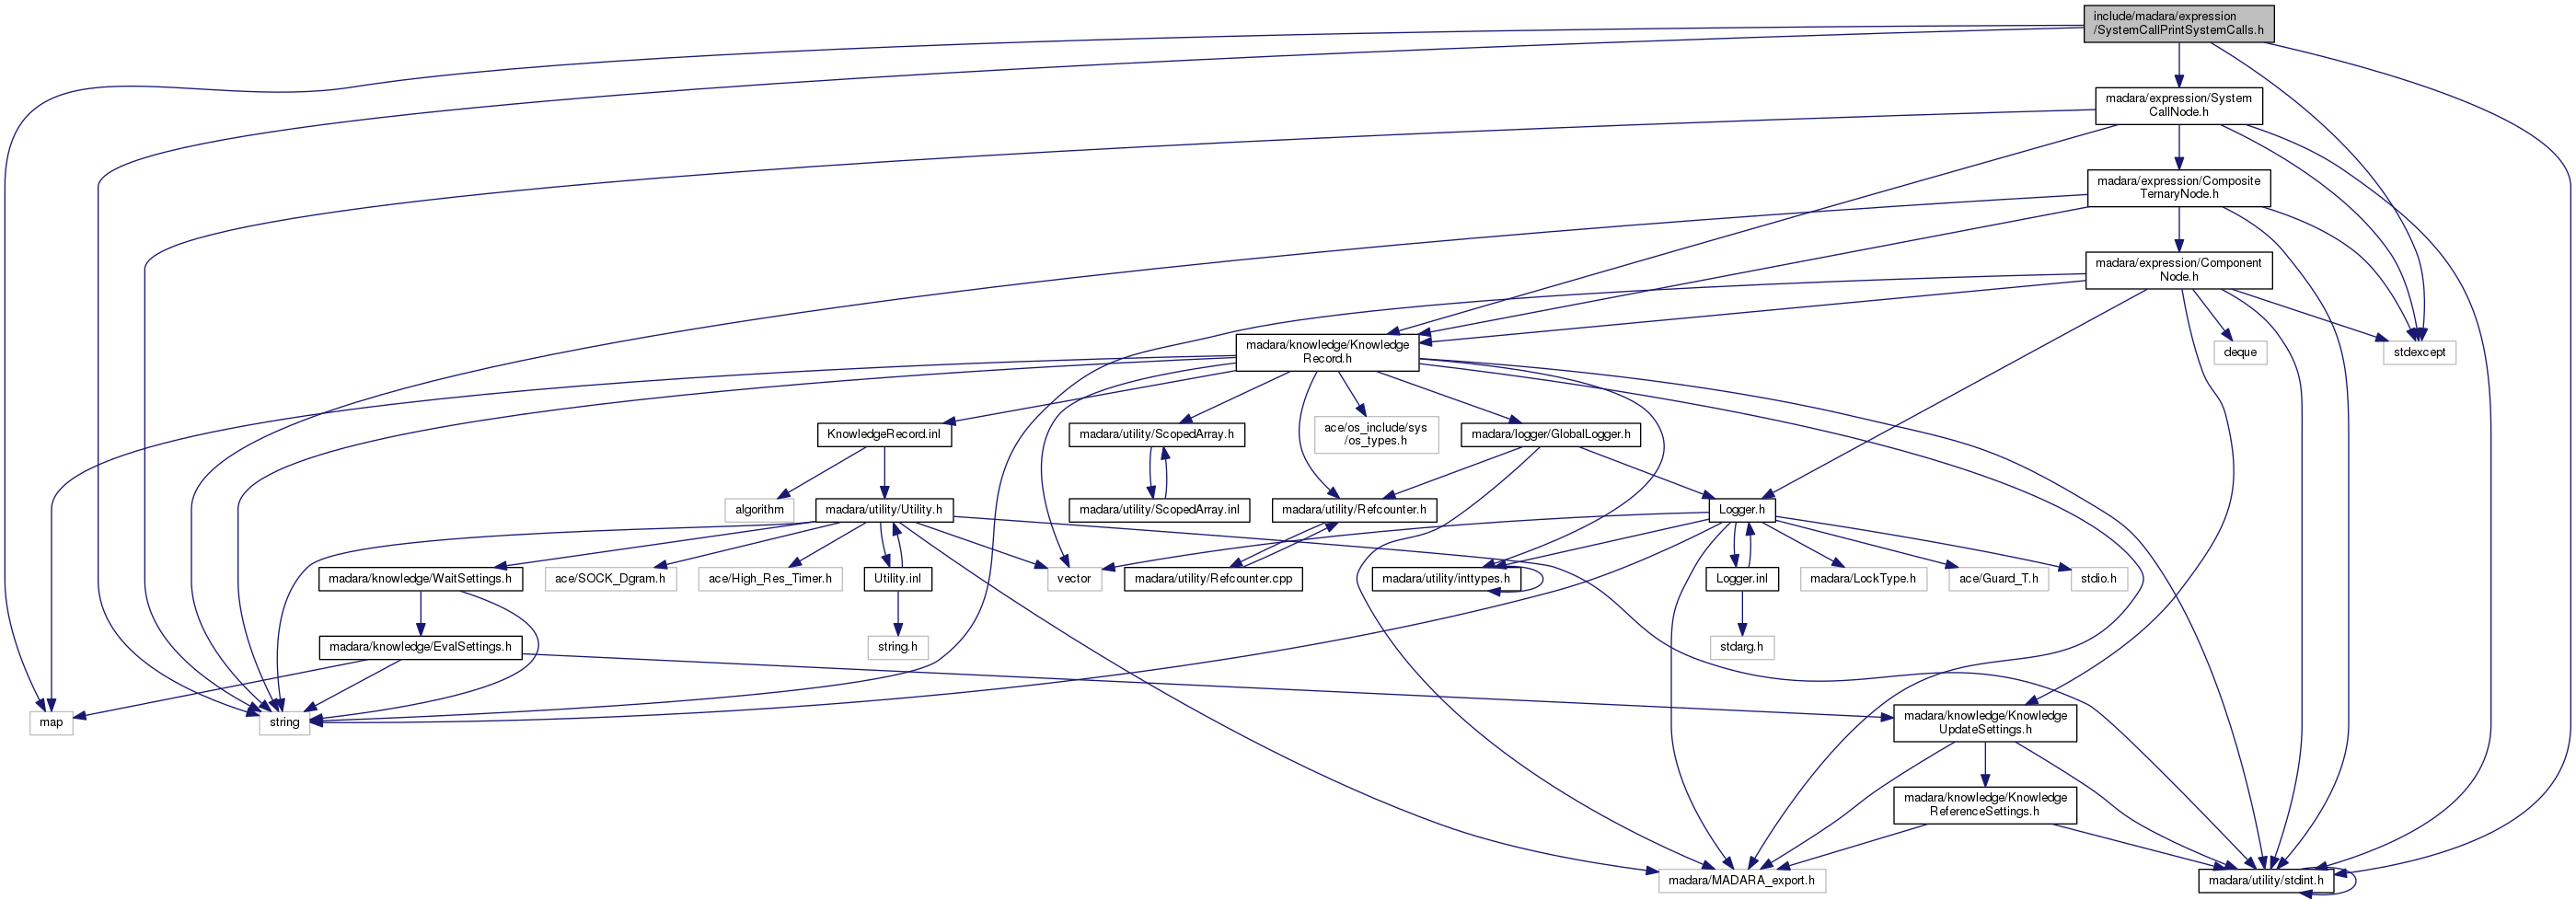 include/madara/expression
/SystemCallPrintSystemCalls.h
madara/expression/System
CallNode.h
madara/expression/Composite
TernaryNode.h
madara/expression/Component
Node.h
madara/knowledge/Knowledge
Record.h
deque
stdexcept
KnowledgeRecord.inl
madara/utility/ScopedArray.h
ace/os_include/sys
/os_types.h
madara/logger/GlobalLogger.h
algorithm
madara/utility/Utility.h
madara/utility/ScopedArray.inl
madara/utility/Refcounter.h
Logger.h
madara/knowledge/WaitSettings.h
ace/SOCK_Dgram.h
ace/High_Res_Timer.h
Utility.inl
vector
madara/utility/Refcounter.cpp
madara/utility/inttypes.h
Logger.inl
madara/LockType.h
ace/Guard_T.h
stdio.h
madara/knowledge/EvalSettings.h
string.h
stdarg.h
map
string
madara/knowledge/Knowledge
UpdateSettings.h
madara/knowledge/Knowledge
ReferenceSettings.h
madara/MADARA_export.h
madara/utility/stdint.h